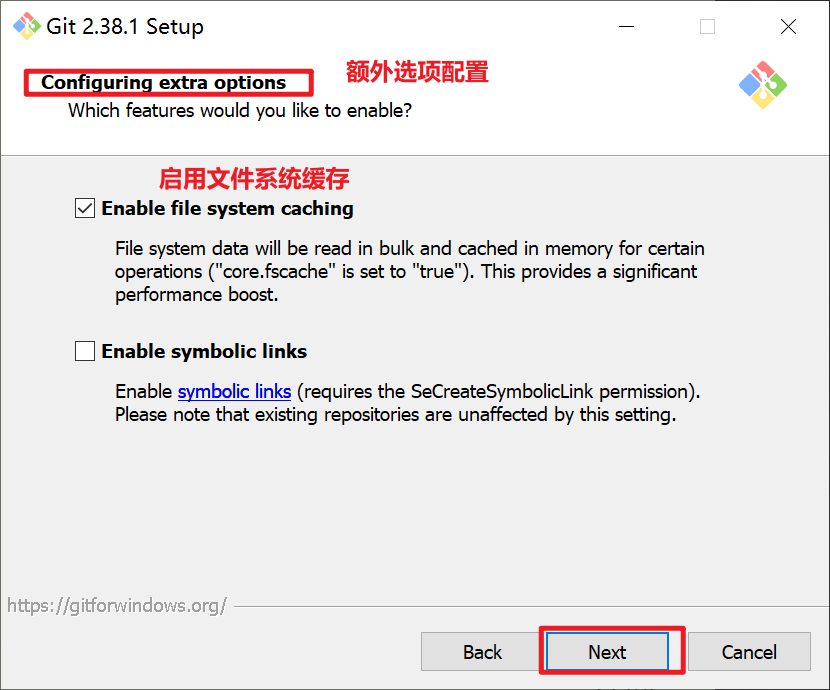 Git 2.38.1 Setup
Configuring extra options
额外选项配置
Which features would you like to enable?
启用文件系统缓存
Enable file system caching
File system data will be read in bulk and cached in memory for certain
operations ("core.fscache" is set to "true"). This provides a significant
performance boost.
Enable symbolic links
Enable symbolic links (requires the SeCreateSymbolicLink permission).
Please note that existing repositories are unaffected by this setting.
https://gitforwindows.org/
Back
Next
Cancel